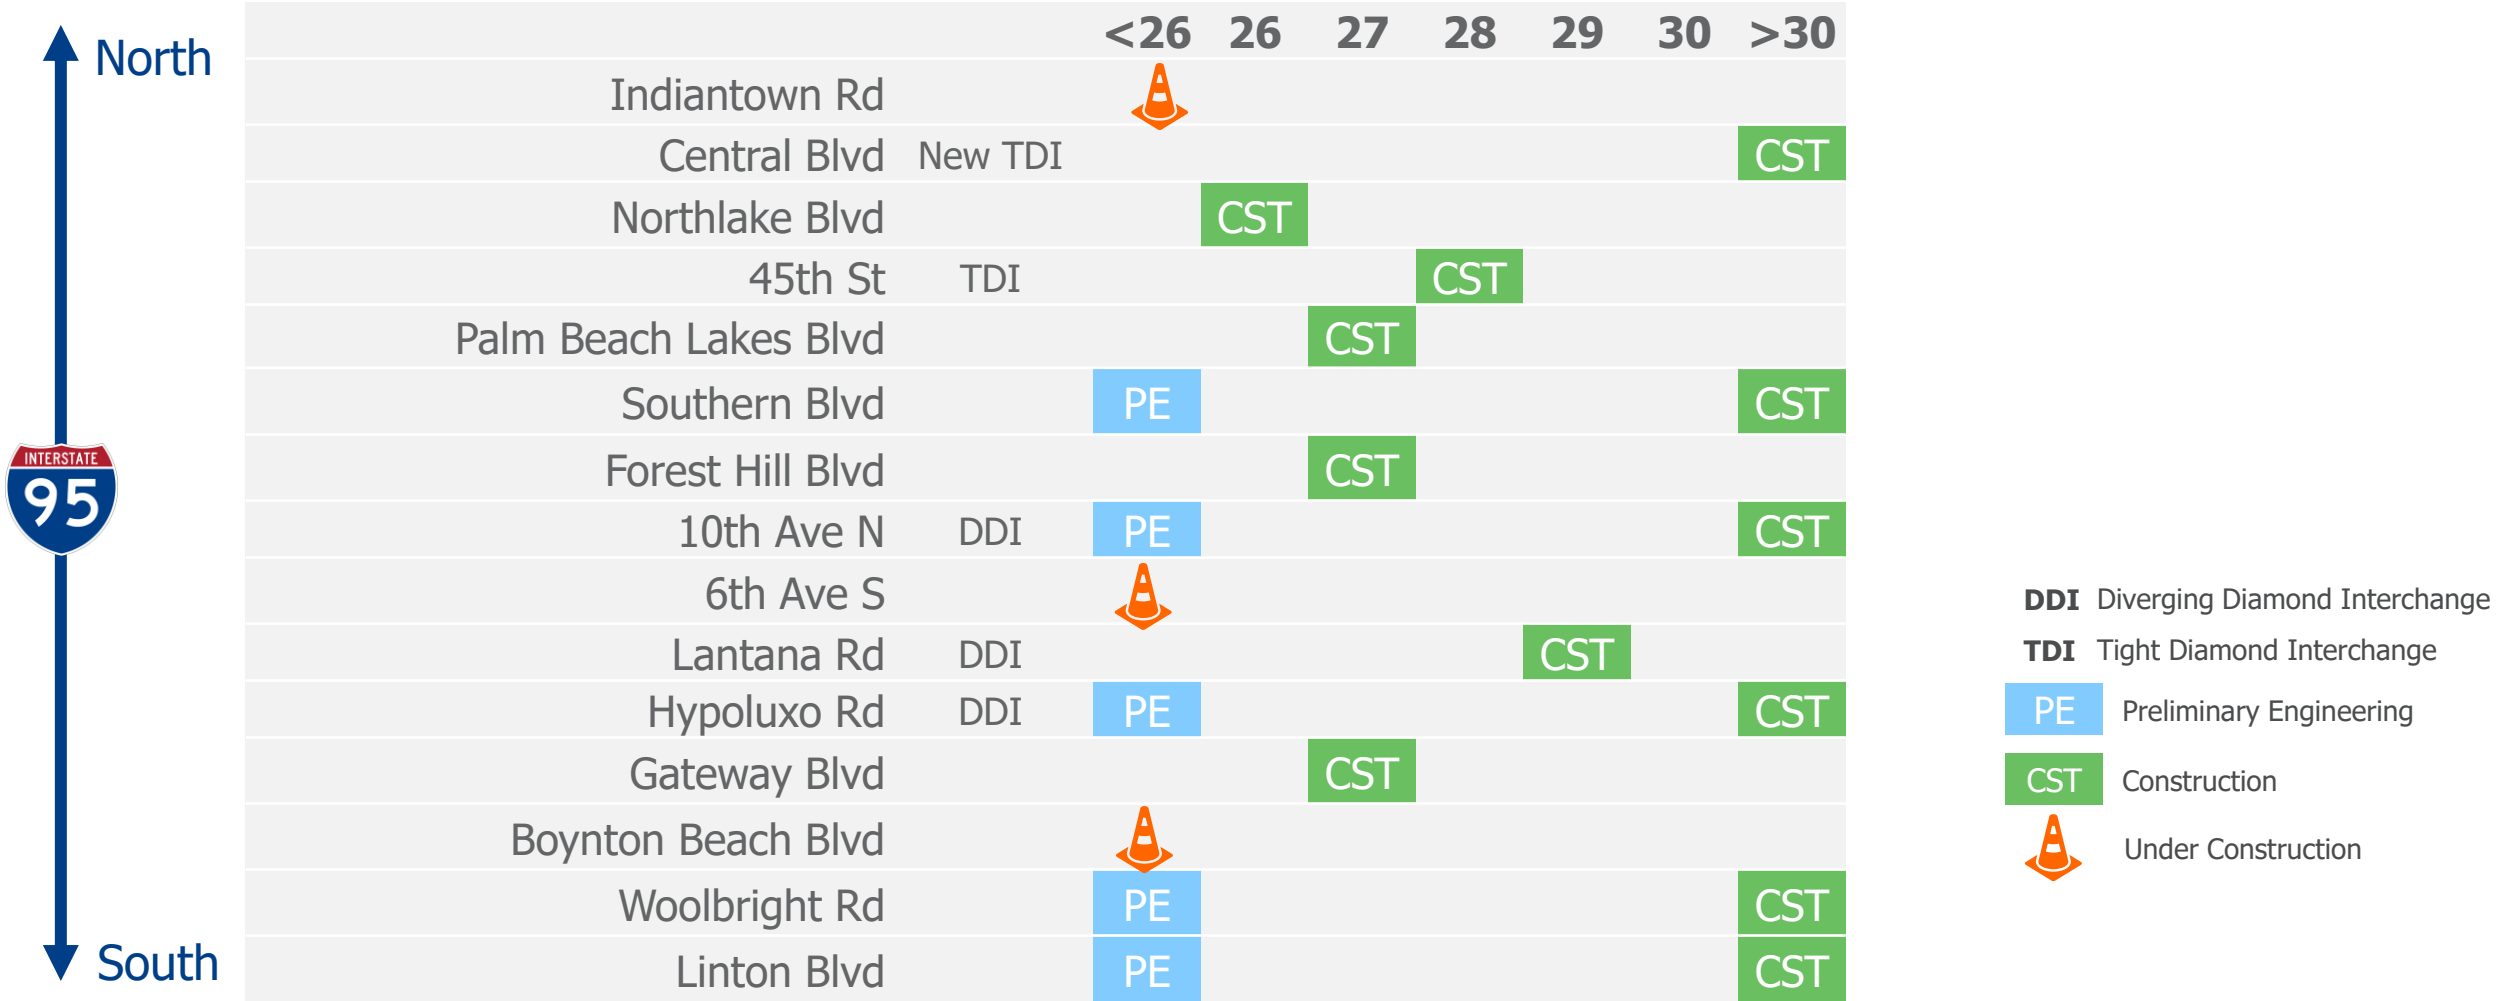 <26 26 27 28 29 30 >30
North
Indiantown Rd
Central Blvd New TDI CST
Northlake Blvd CST
45th St TDI CST
Palm Beach Lakes Blvd CST
Southern Blvd PE CST
INTERSTATE
95
Forest Hill Blvd CST
10th Ave N DDI PE CST
6th Ave S
Lantana Rd DDI CST
Hypoluxo Rd DDI PE CST
Gateway Blvd CST
Boynton Beach Blvd
Woolbright Rd PE CST
Linton Blvd PE CST
South
DDI Diverging Diamond Interchange
TDI Tight Diamond Interchange
PE Preliminary Engineering
CST Construction
Under Construction